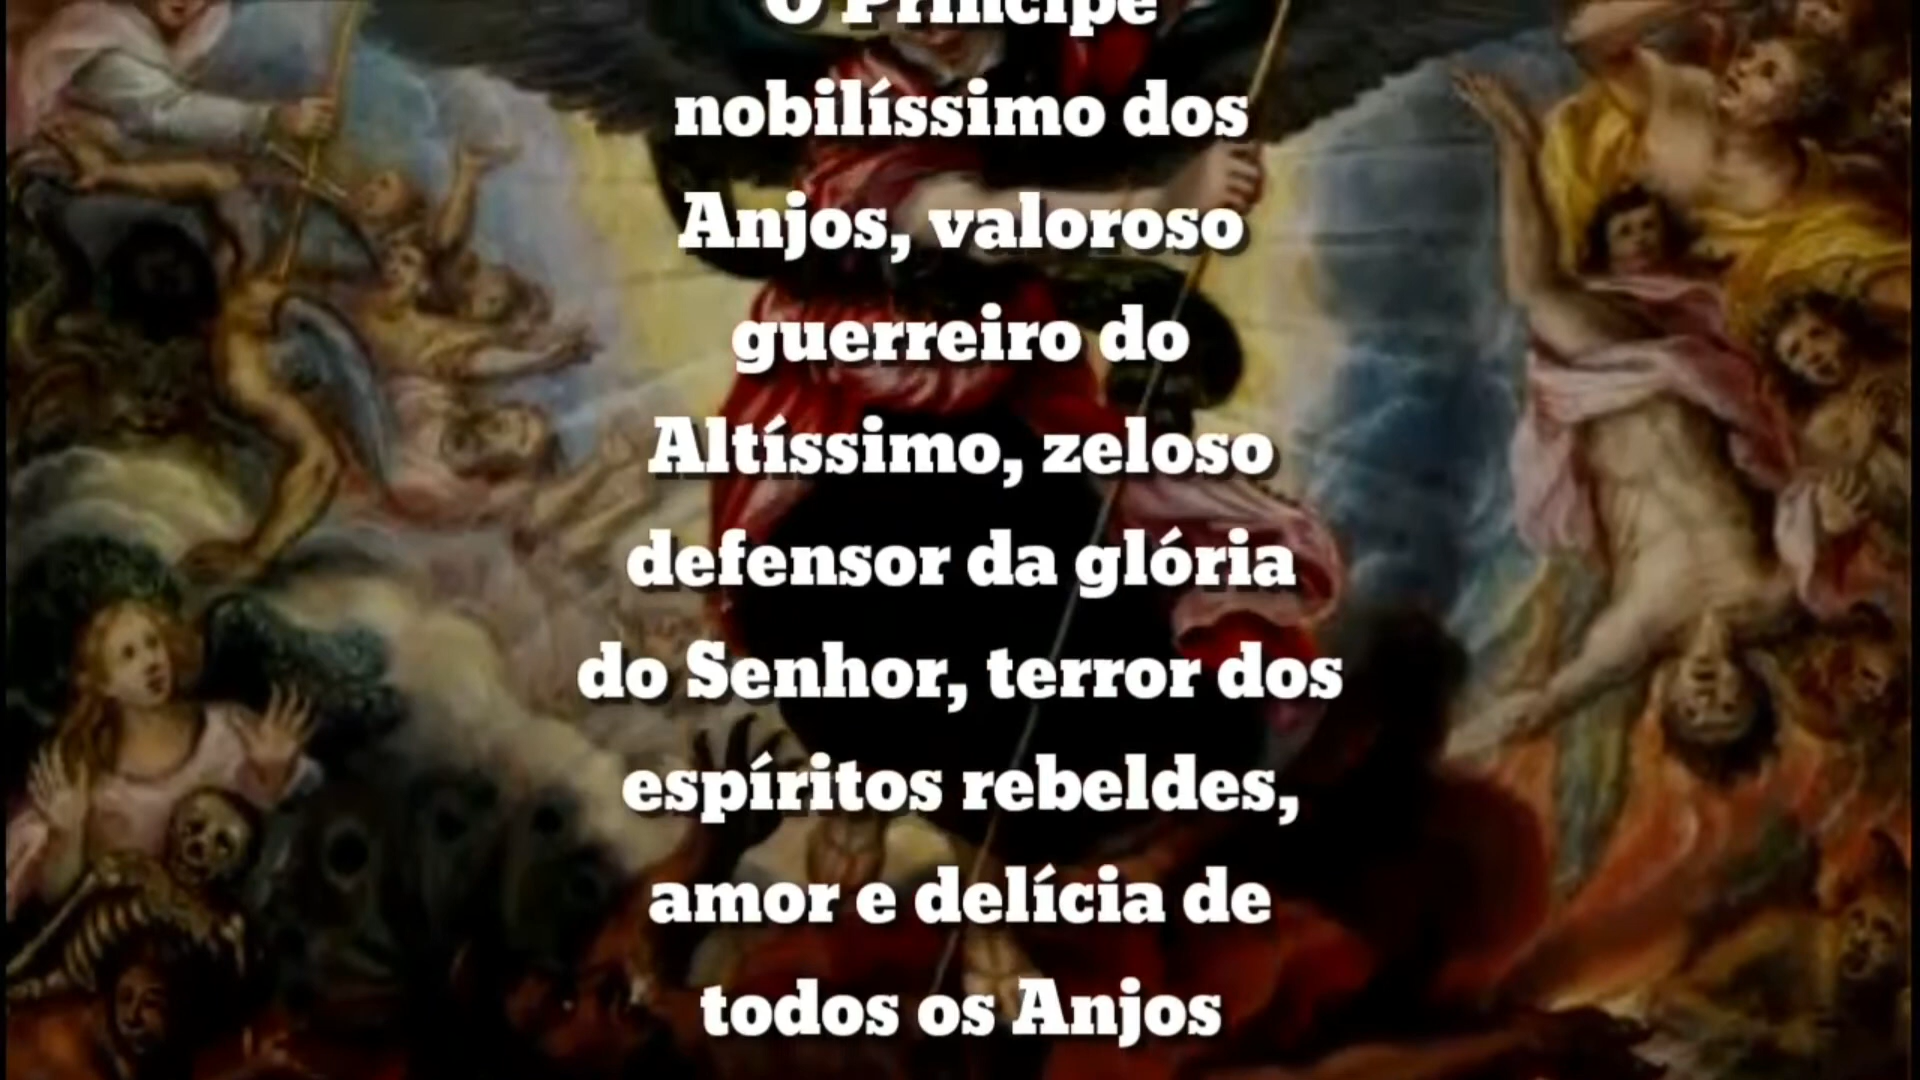 O Príncipe
nobilíssimo dos
Anjos, valoroso
guerreiro do
Altíssimo, zeloso
defensor da glória
do Senhor, terror dos
espíritos rebeldes,
amor e delícia de
todos os Anjos